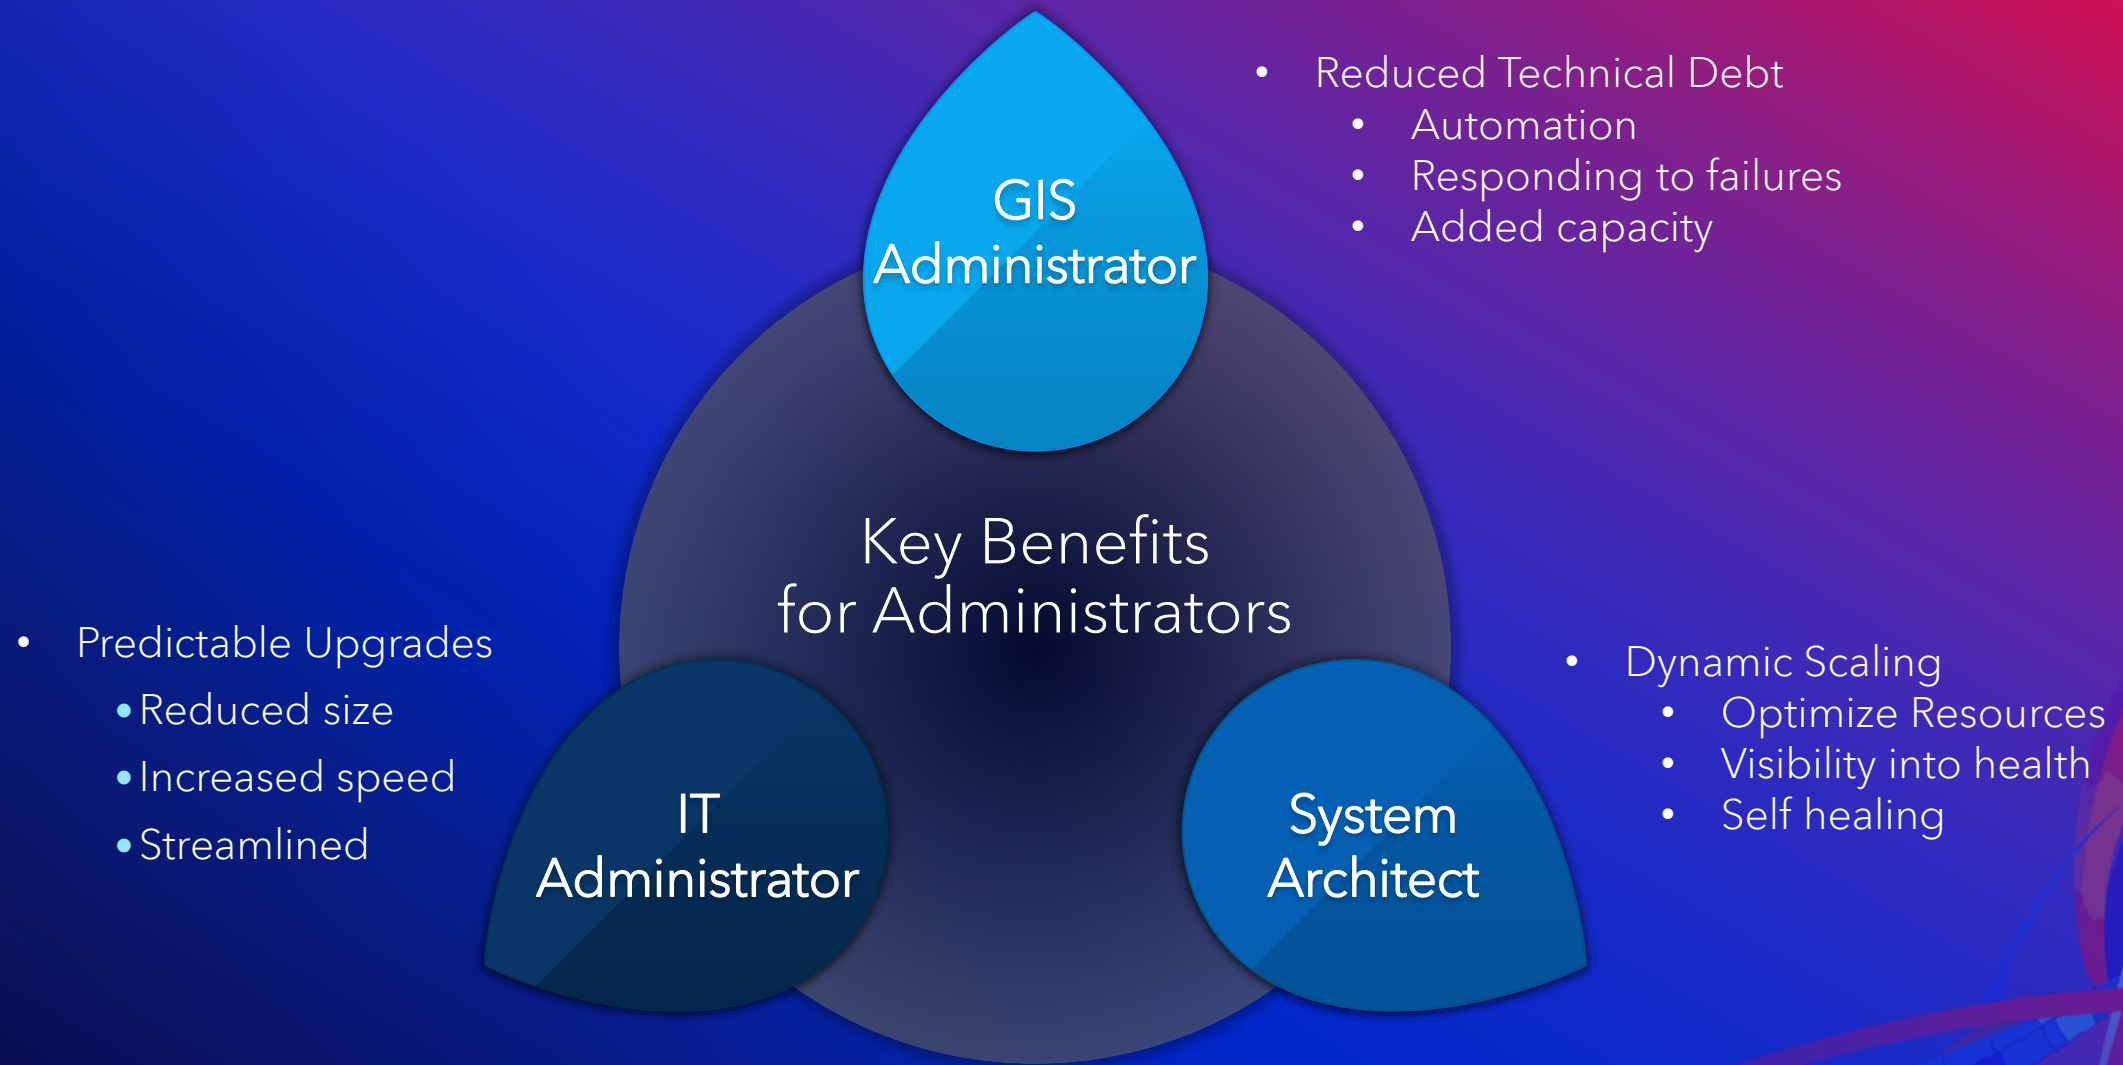 GIS
Administrator
• Reduced Technical Debt
• Automation
• Responding to failures
• Added capacity
Key Benefits
for Administrators
• Predictable Upgrades
• Reduced size
• Increased speed
• Streamlined
IT
Administrator
System
Architect
• Dynamic Scaling
• Optimize Resources
• Visibility into health
• Self healing